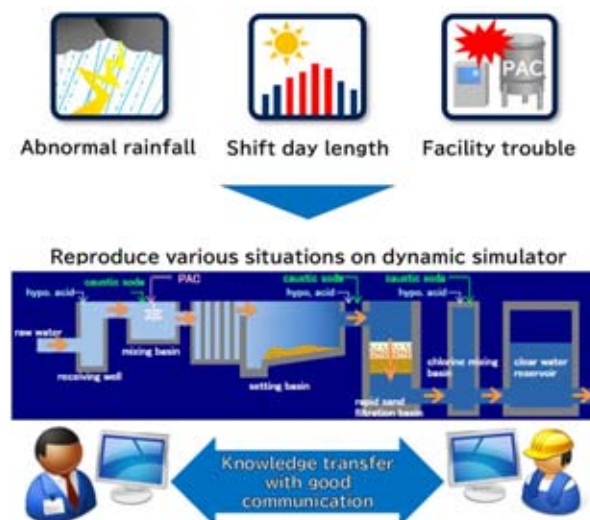 PAC
Abnormal rainfall
Shift day length
Facility trouble
Reproduce various situations on dynamic simulator
hypo. acid
caustic soda
PAC
caustic soda
hypo. acid
caustic soda
hypo. acid
raw water
receiving well
mixing basin
setting basin
rapid sand
filtration basin
chlorine mixing
basin
clear water
reservoir
Knowledge transfer
with good
communication